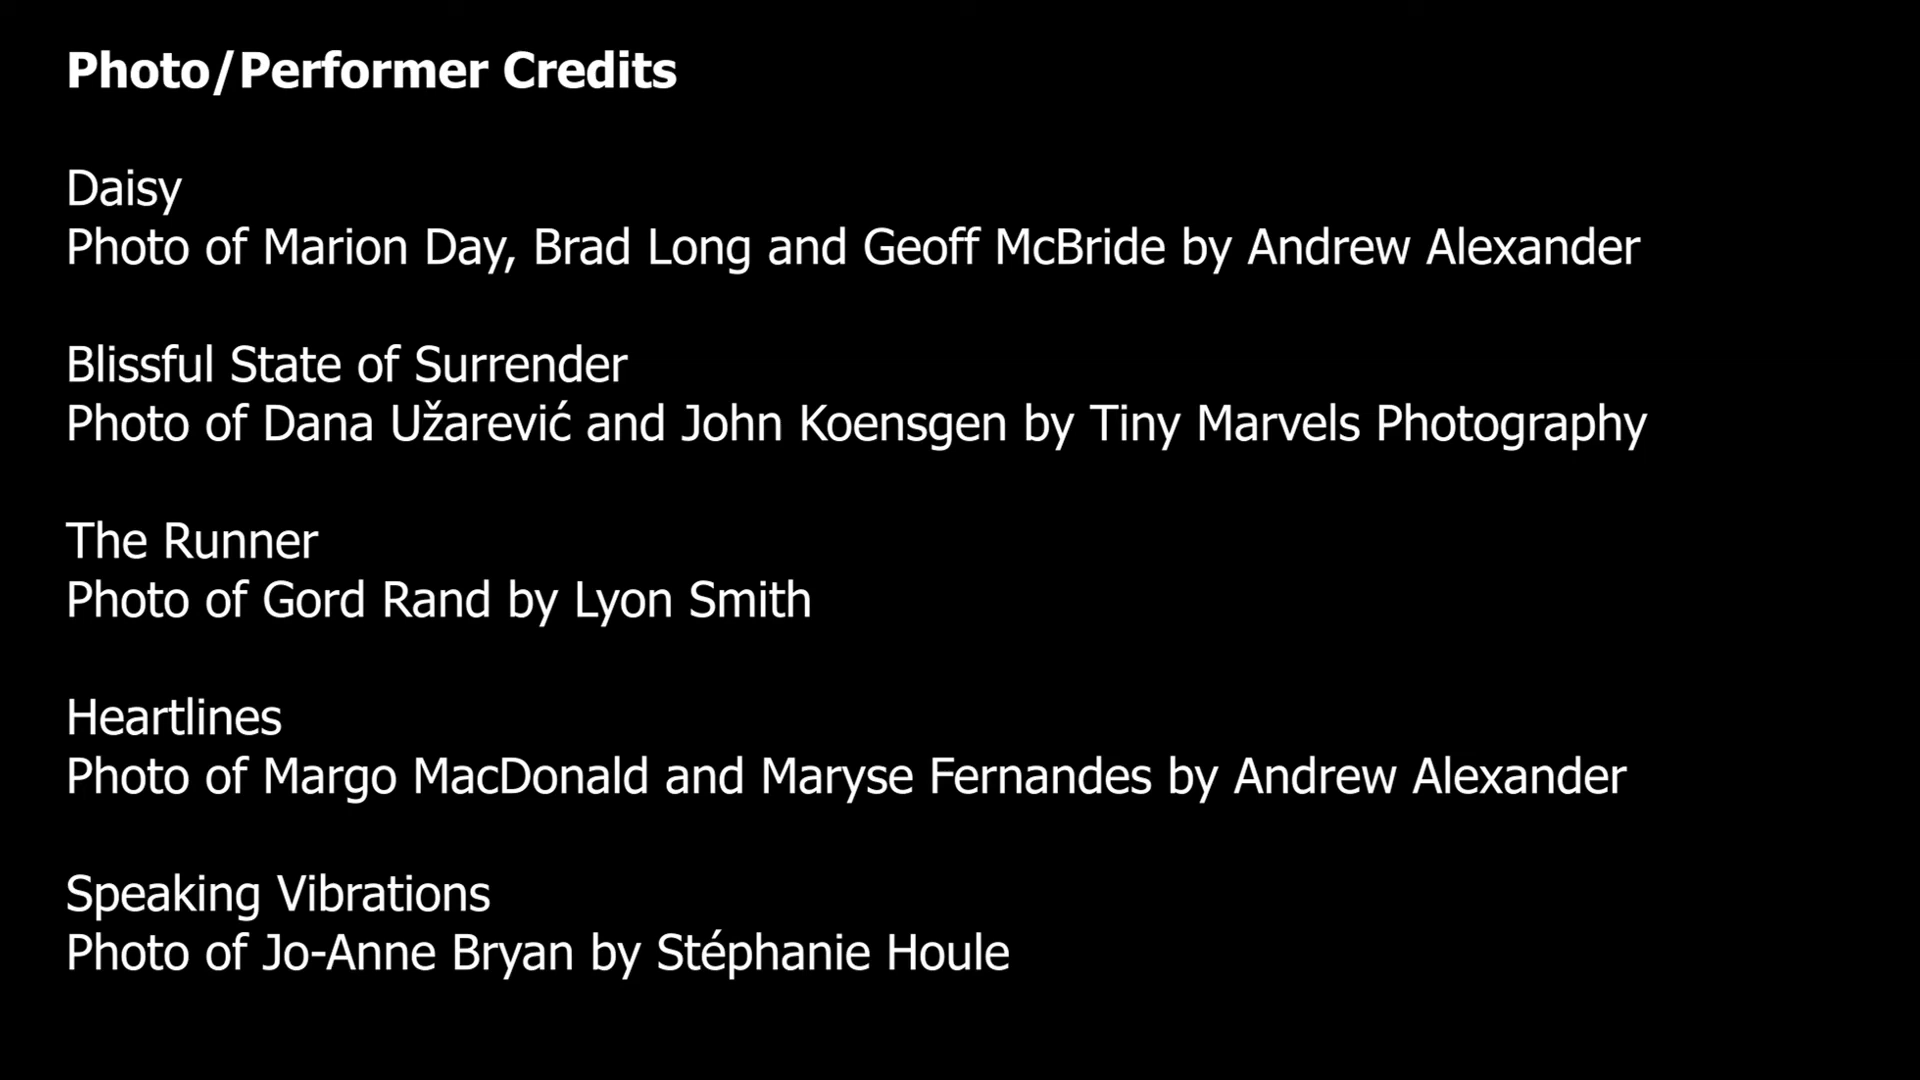 Photo/Performer Credits
Daisy
Photo of Marion Day, Brad Long and Geoff McBride by Andrew Alexander
Blissful State of Surrender
Photo of Dana Užarević and John Koensgen by Tiny Marvels Photography
The Runner
Photo of Gord Rand by Lyon Smith
Heartlines
Photo of Margo MacDonald and Maryse Fernandes by Andrew Alexander
Speaking Vibrations
Photo of Jo-Anne Bryan by Stéphanie Houle